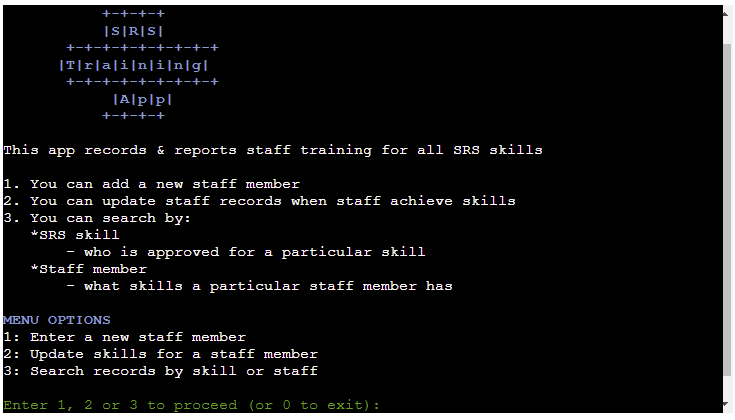 +-+-+-+
|S|R|S|
+-+-+-+-+-+-+-+-+
|T|r|a|i|n|i|n|g|
+-+-+-+-+-+-+-+-+
|A|p|p|
+-+-+-+
This app records & reports staff training for all SRS skills
1. You can add a new staff member
2. You can update staff records when staff achieve skills
3. You can search by:
*SRS skill
- who is approved for a particular skill
*Staff member
- what skills a particular staff member has
MENU OPTIONS
1: Enter a new staff member
2: Update skills for a staff member
3: Search records by skill or staff
Enter 1, 2 or 3 to proceed (or 0 to exit):